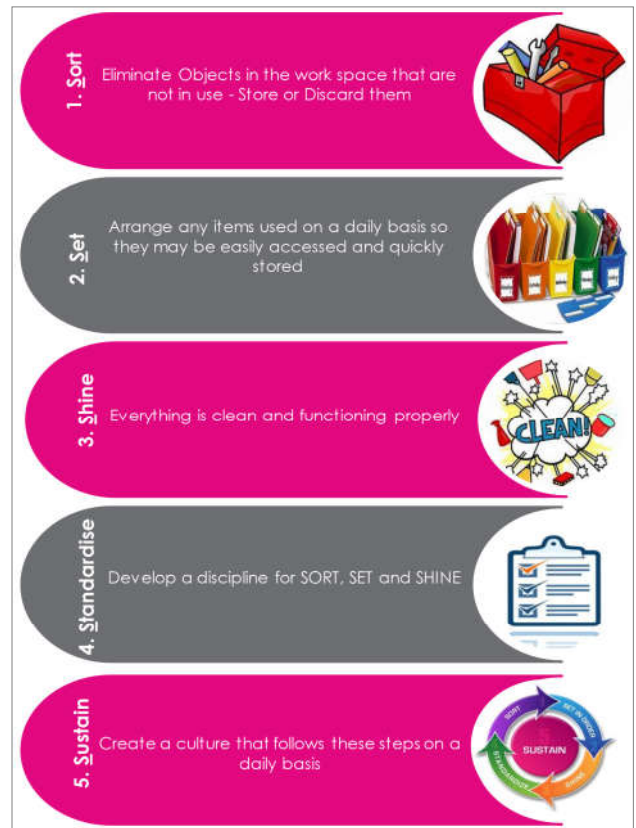 1. Sort
Eliminate Objects in the work space that are
not in use - Store or Discard them
2. Set
Arrange any items used on a daily basis so
they may be easily accessed and quickly
stored
3. Shine
Everything is clean and functioning properly
CLEAN!
4. Standardise
Develop a discipline for SORT, SET and SHINE
5. Sustain
Create a culture that follows these steps on a
daily basis
SORT
SET IN ORDER
SHINE
STANDARDIZE
SUSTAIN